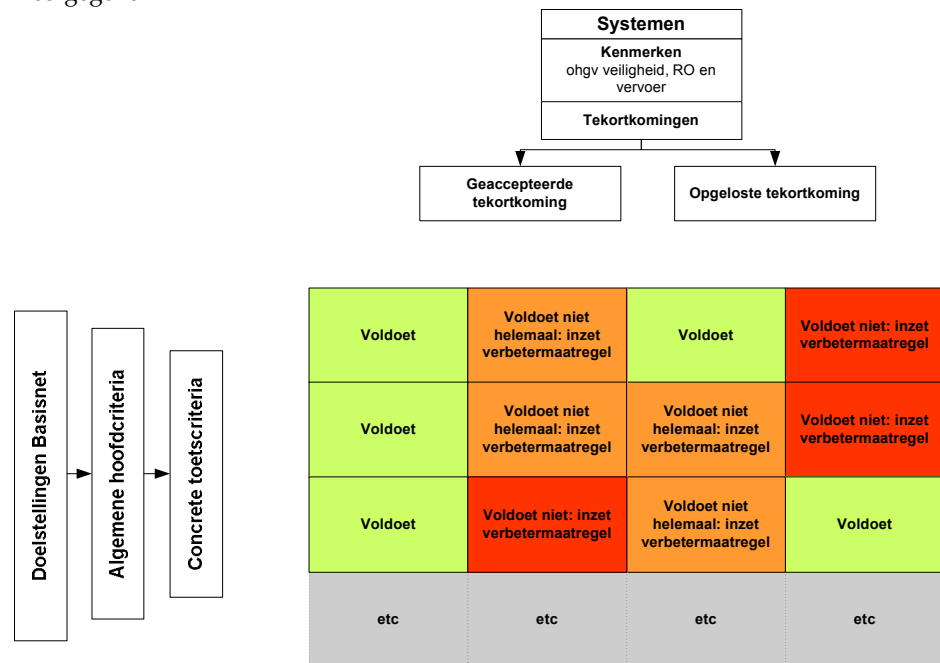 Systemen
Kenmerken
ohgv veiligheid, RO en
vervoer
Tekortkomingen
Geaccepteerde
tekortkoming
Opgeloste tekortkoming
Doelstellingen Basisnet
Algemene hoofdcriteria
Concrete toetscriteria
Voldoet
Voldoet niet
helemaal: inzet
verbetermaatregel
Voldoet
Voldoet niet: inzet
verbetermaatregel
Voldoet
Voldoet niet
helemaal: inzet
verbetermaatregel
Voldoet niet
helemaal: inzet
verbetermaatregel
Voldoet niet: inzet
verbetermaatregel
Voldoet
Voldoet niet: inzet
verbetermaatregel
Voldoet niet
helemaal: inzet
verbetermaatregel
Voldoet
etc
etc
etc
etc